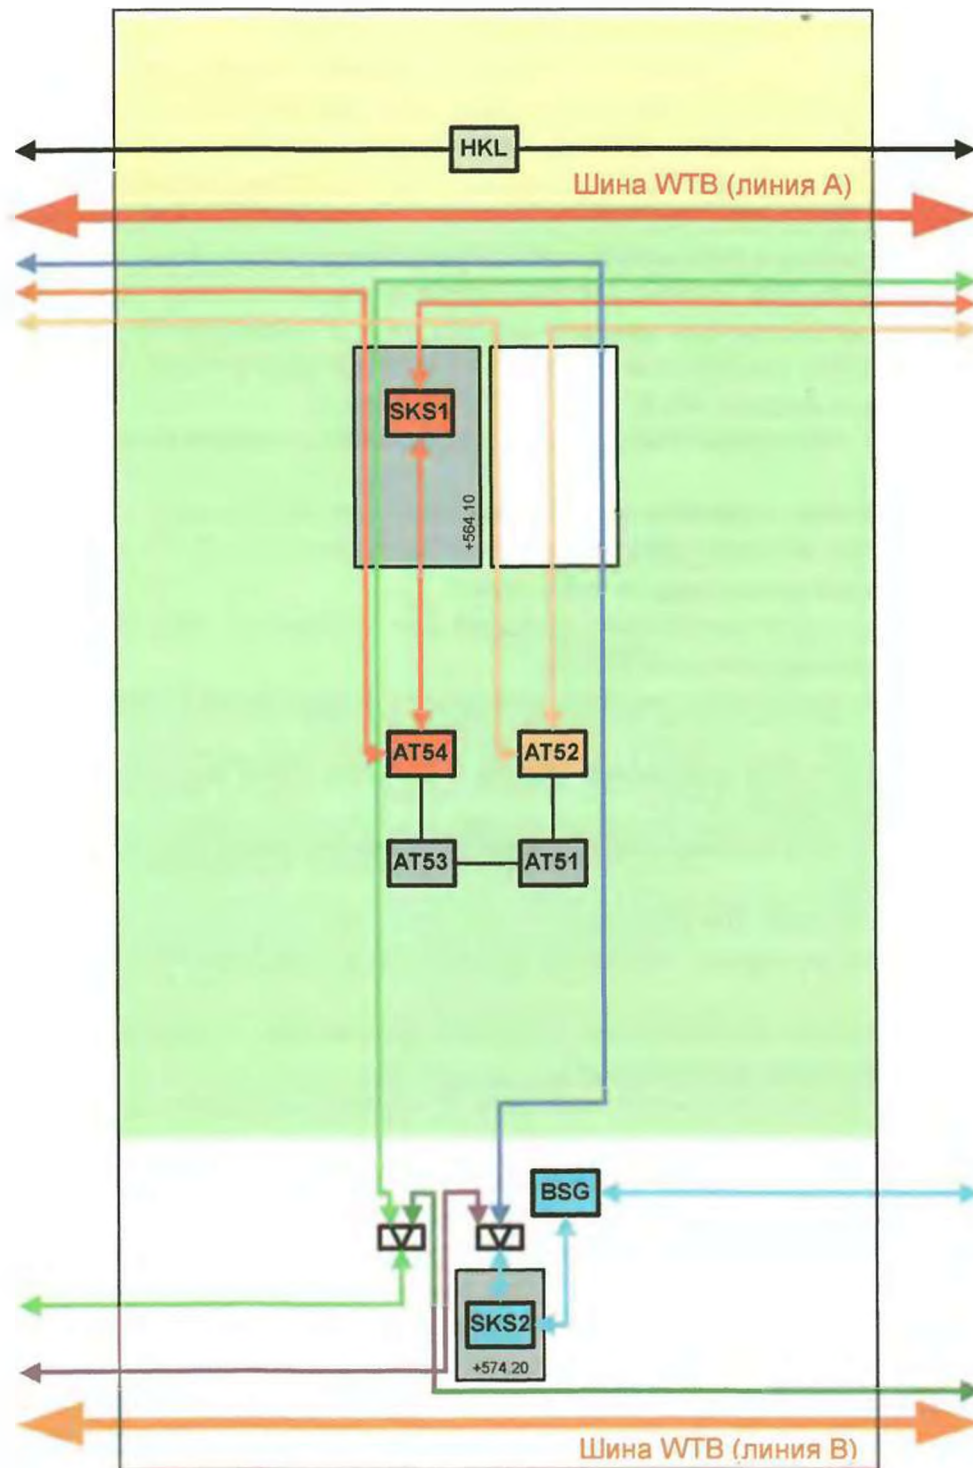 HKL
Шина WTB (линия A)
SKS1
+564.10
AT54
AT52
AT53
AT51
BSG
SKS2
+574.20
Шина WTB (линия B)